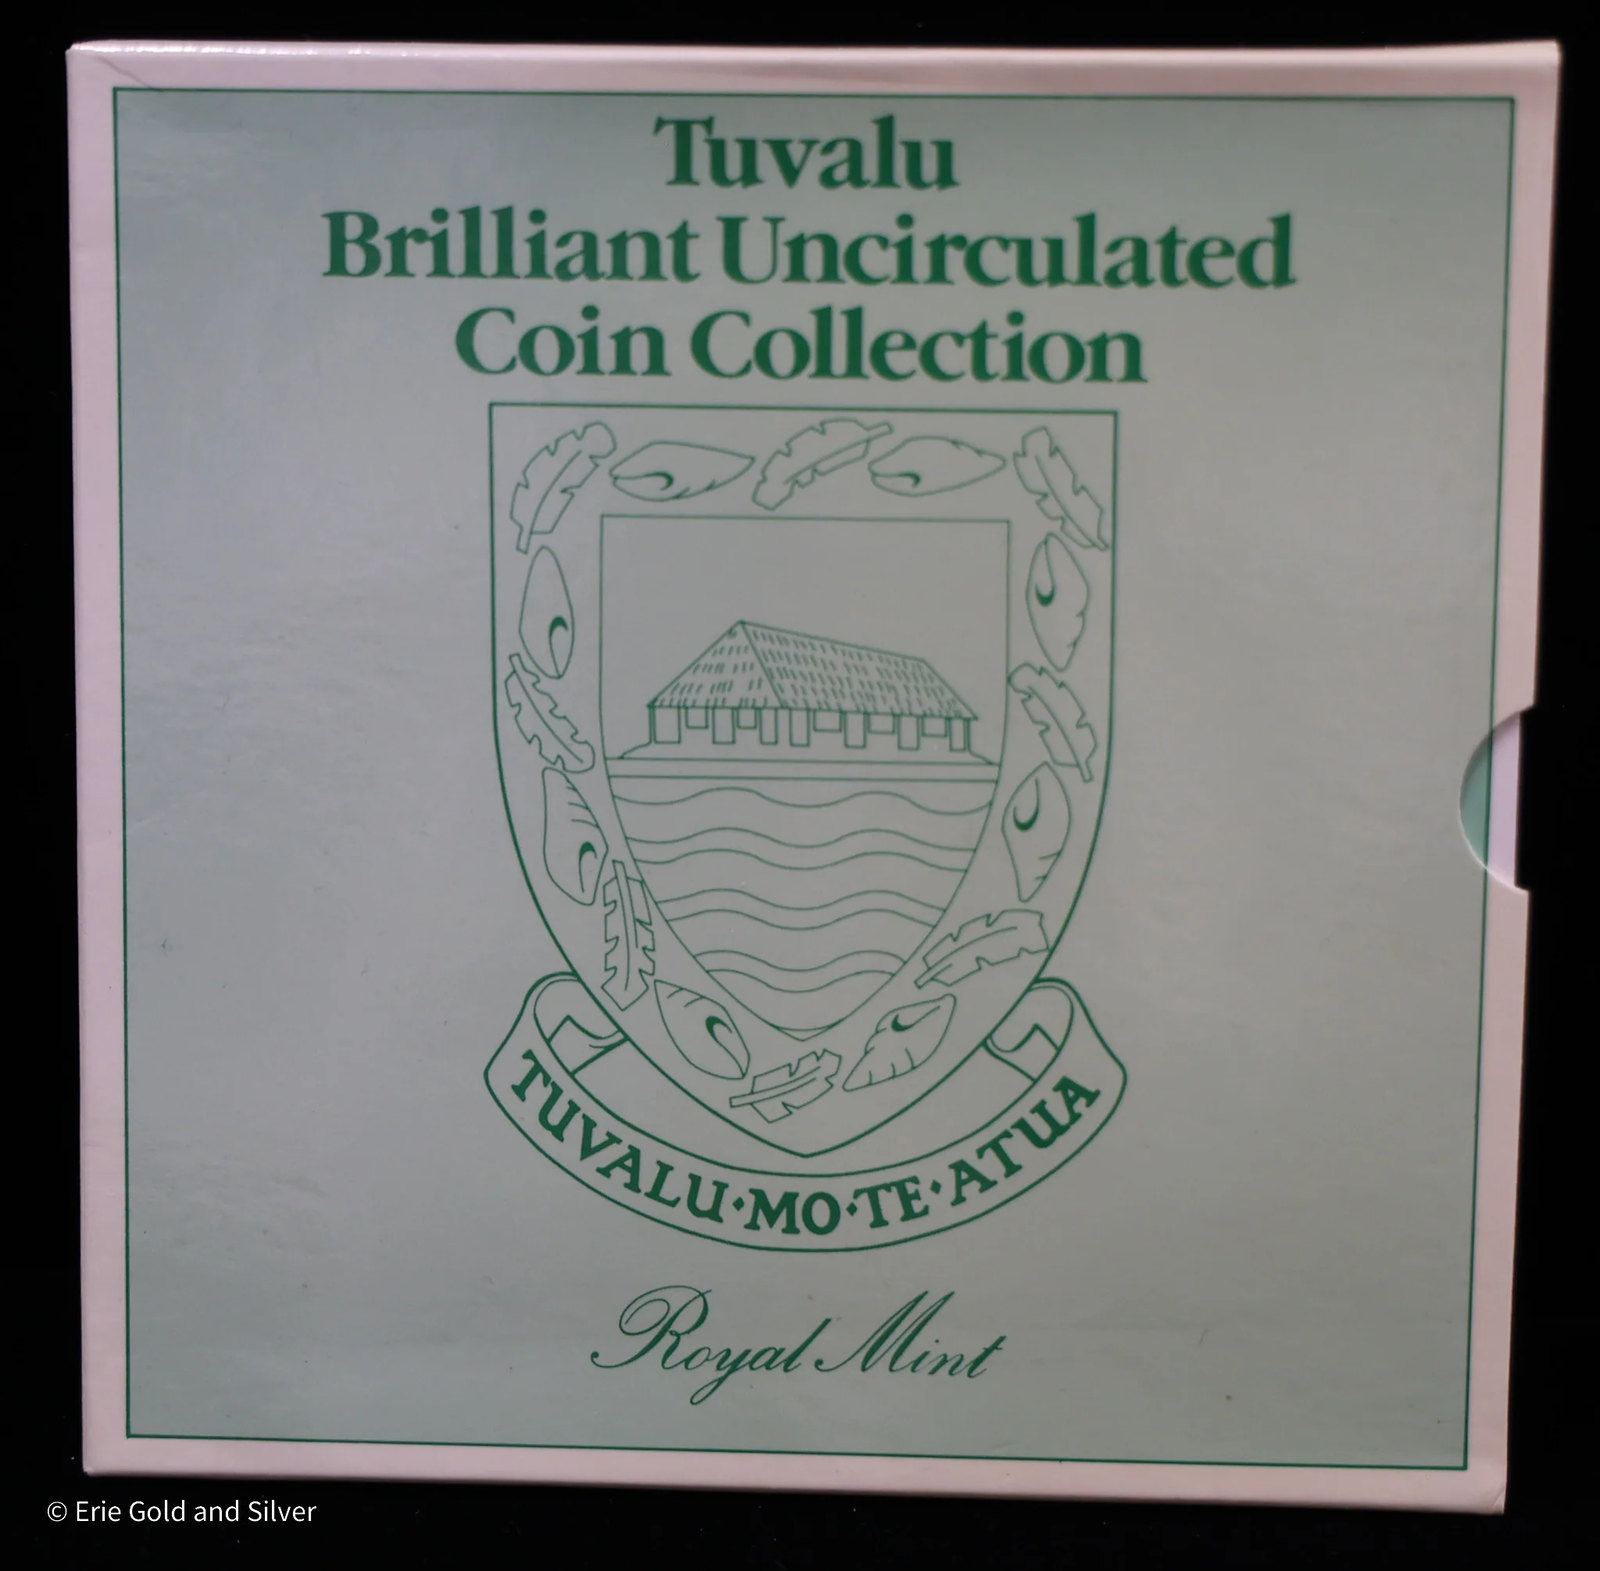 Tuvalu
Brilliant Uncirculated
Coin Collection
TUVALU·MO·TE·ATUA
Royal Mint
© Erie Gold and Silver